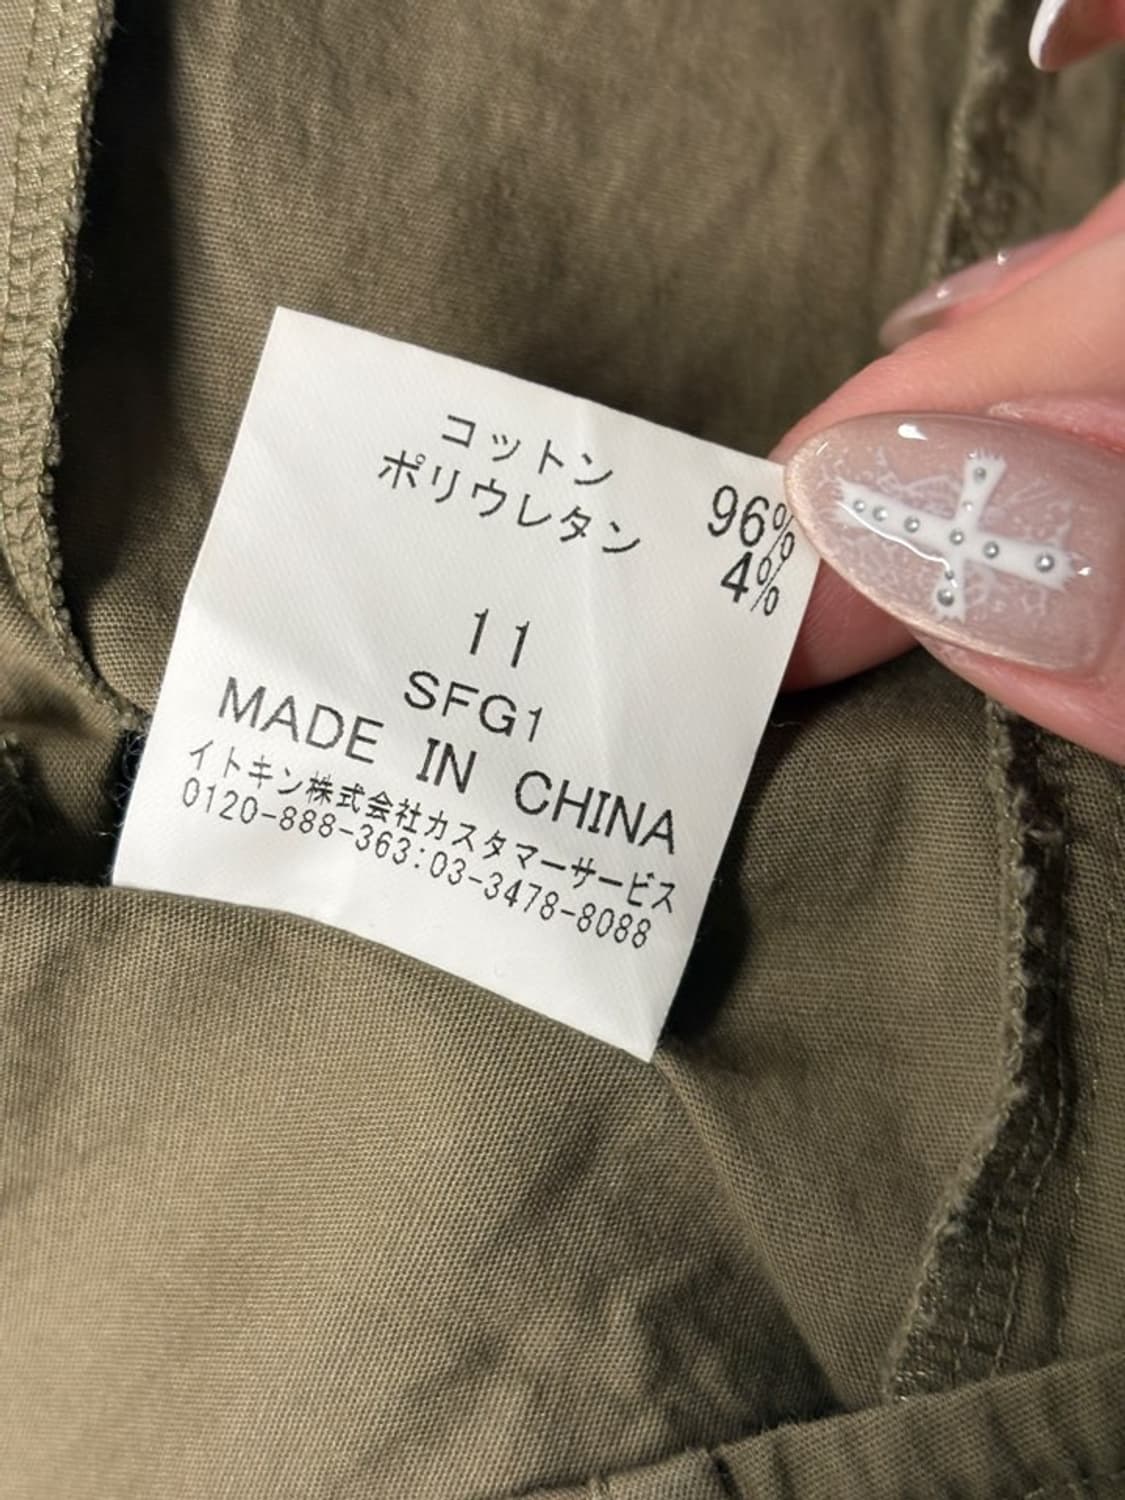 コットン 96%
ポリウレタン 4%
11
SFG1
MADE IN CHINA
イトキン株式会社カスタマーサービス
0120-888-363:03-3478-8088